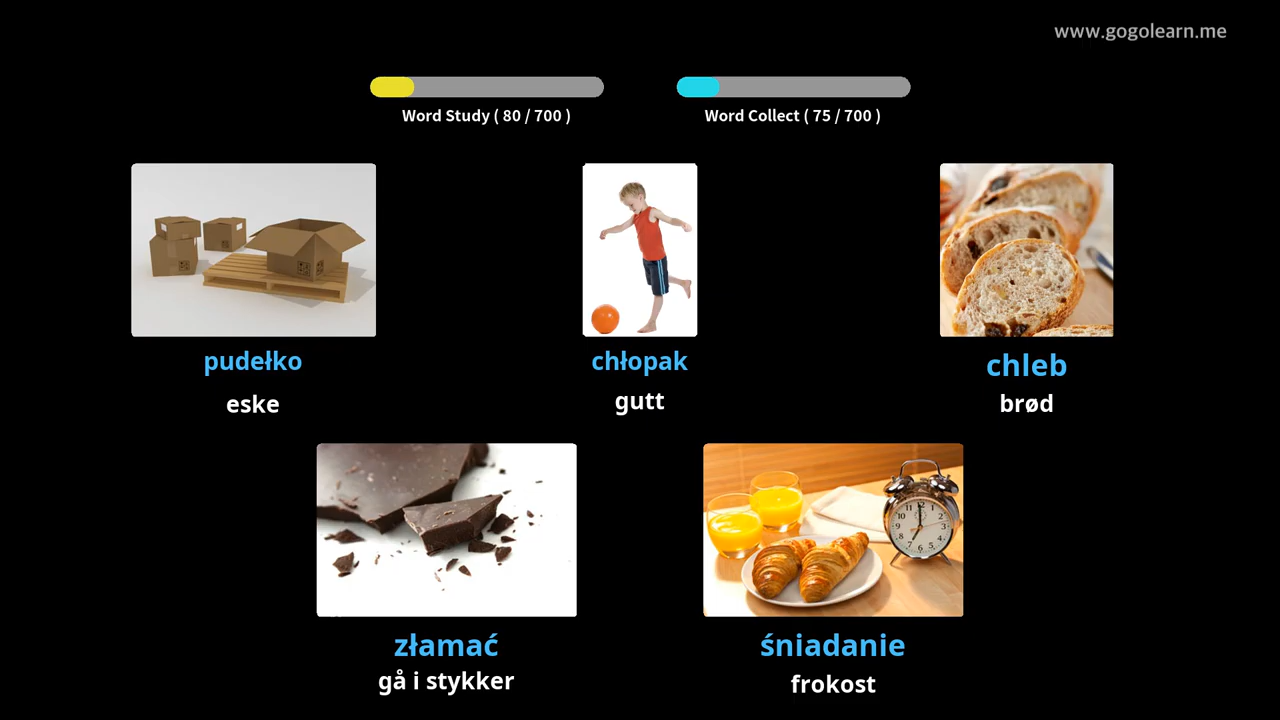 www.gogolearn.me
Word Study ( 80 / 700 )
Word Collect ( 75 / 700 )
pudełko
eske
chłopak
gutt
chleb
brød
złamać
gå i stykker
śniadanie
frokost